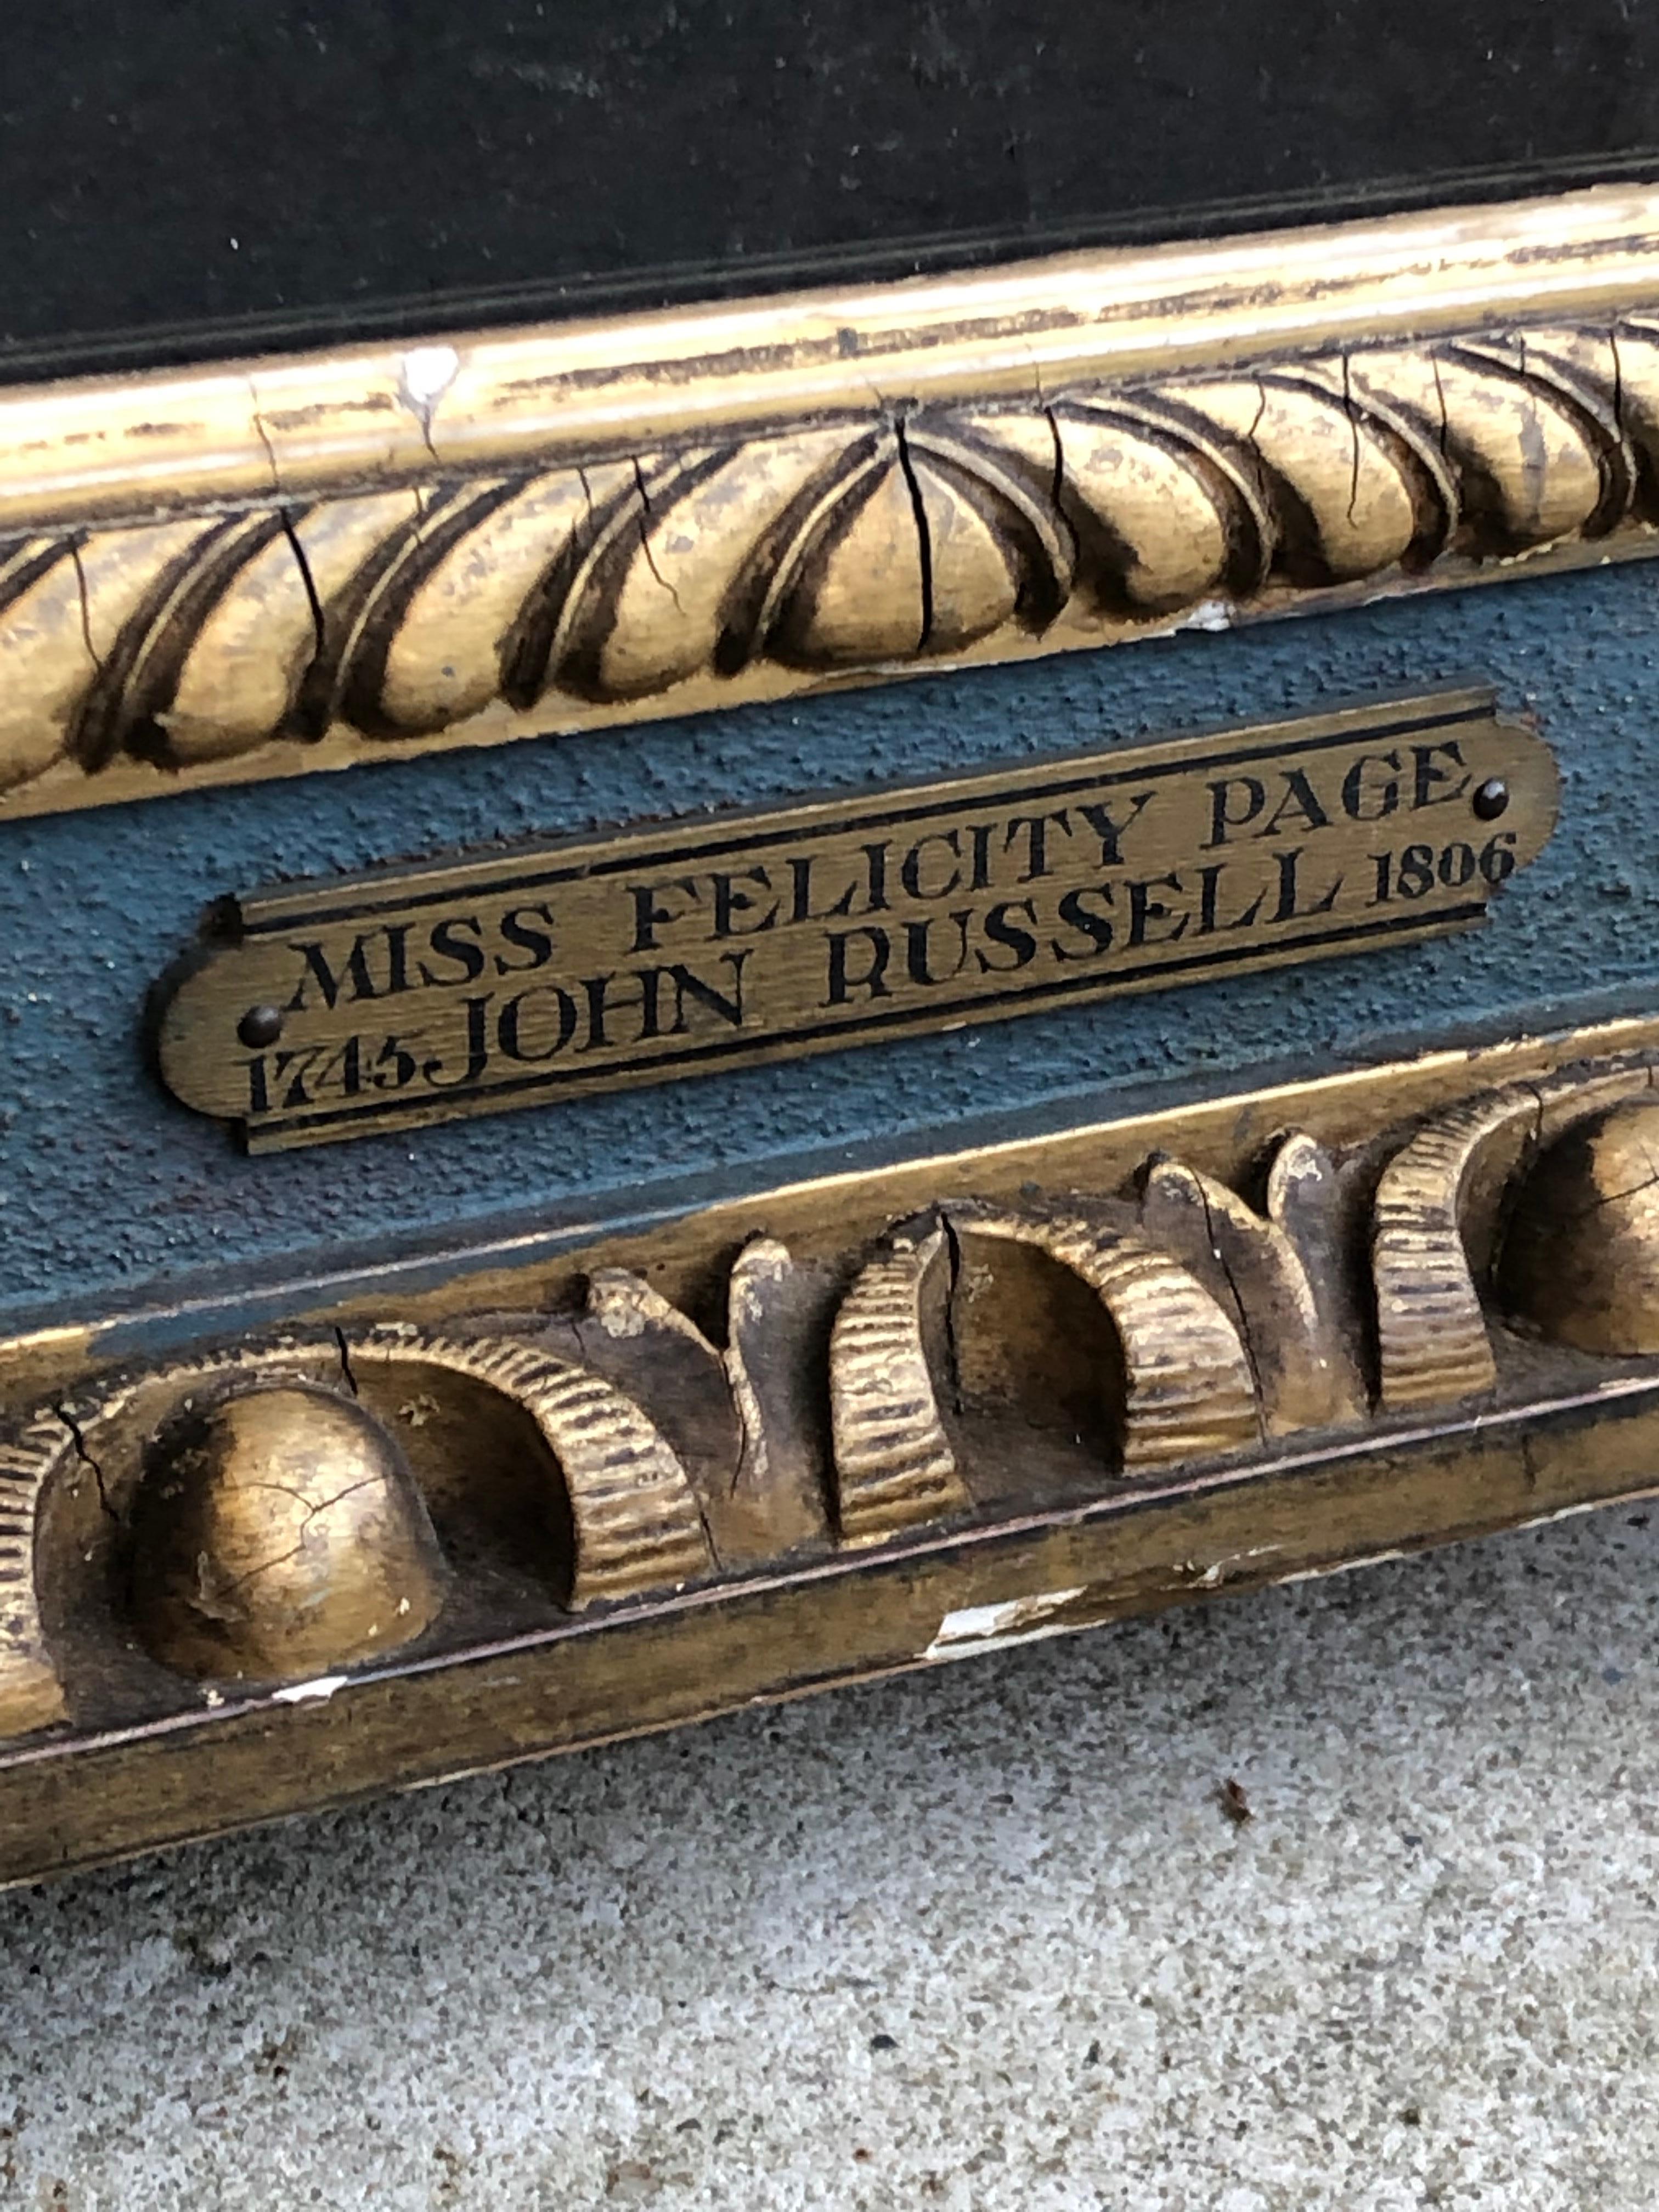 MISS FELICITY PAGE
1745 JOHN RUSSELL 1806